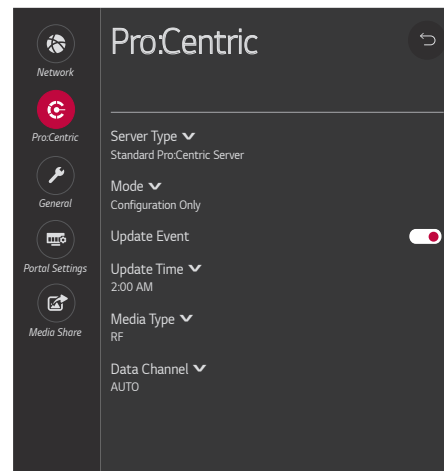 Pro:Centric
Network
Pro:Centric
General
Portal Settings
Media Share
Server Type
Standard Pro:Centric Server
Mode
Configuration Only
Update Event
Update Time
2:00 AM
Media Type
RF
Data Channel
AUTO